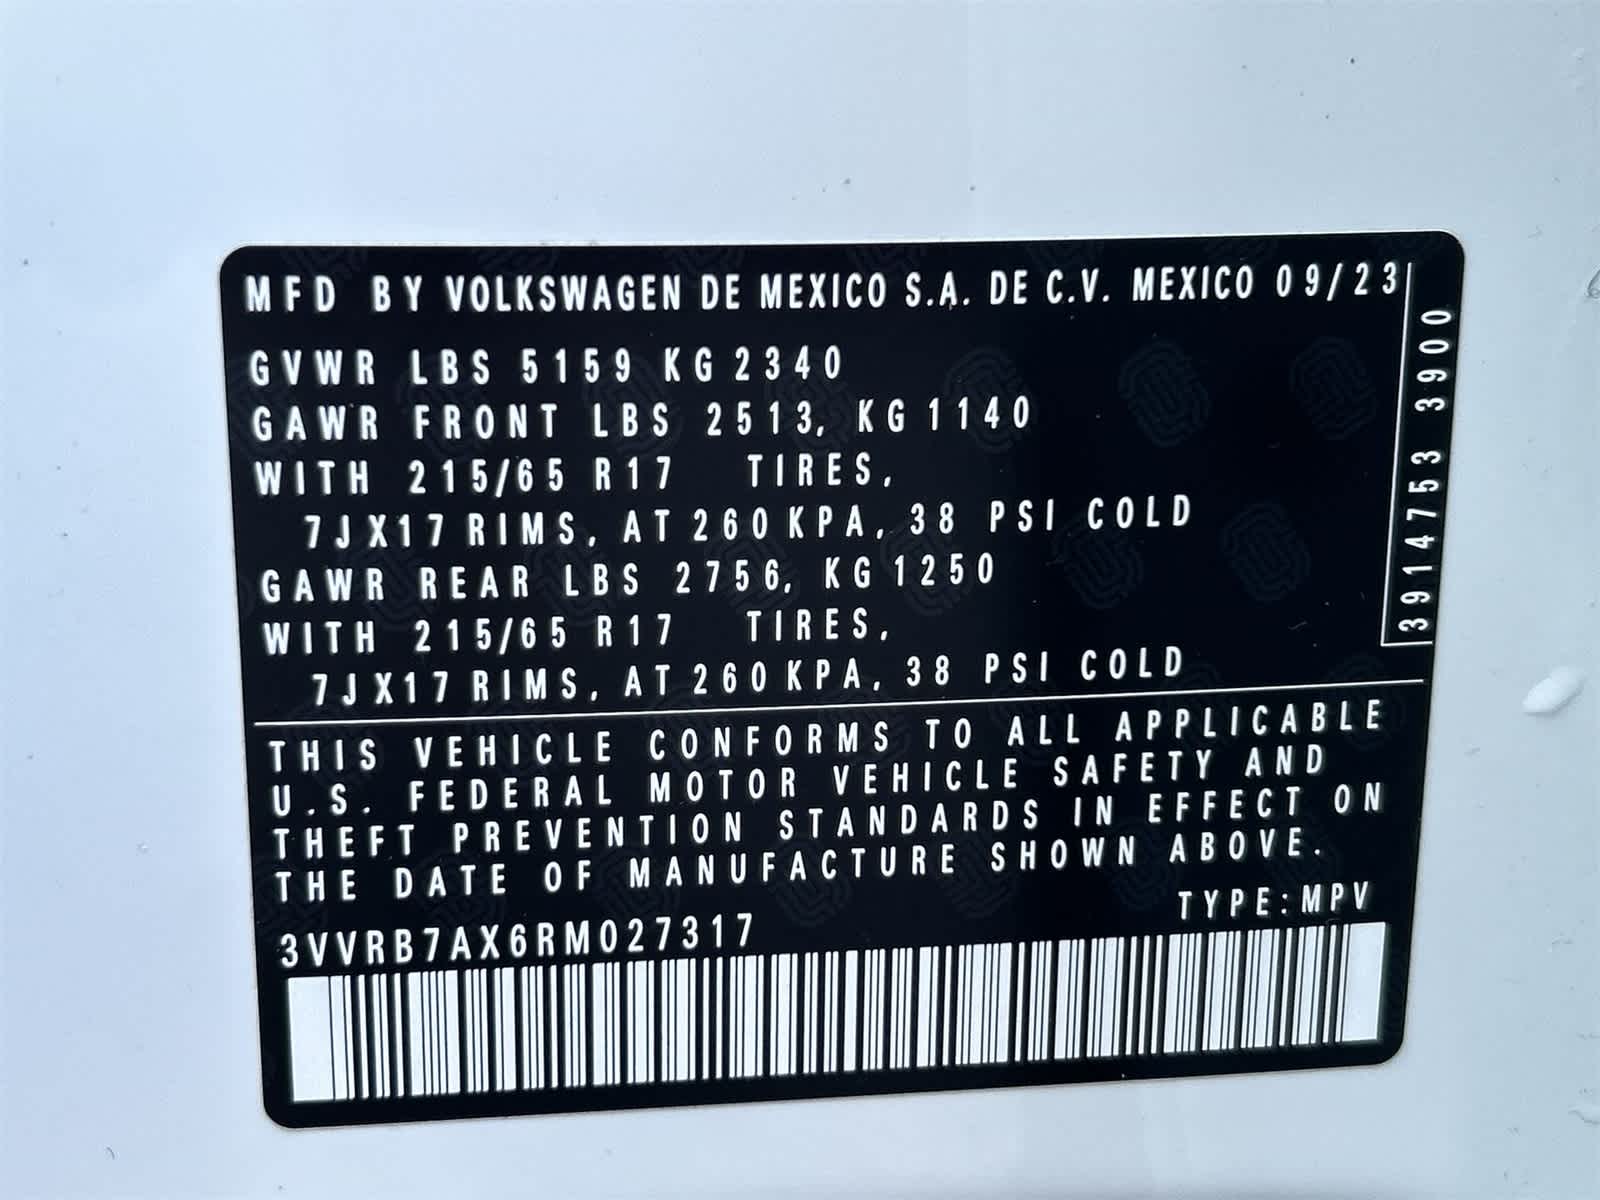 MFD BY VOLKSWAGEN DE MEXICO S.A. DE C.V. MEXICO 09/23
GVWR LBS 5159 KG 2340
GAWR FRONT LBS 2513, KG 1140
WITH 215/65 R17 TIRES,
7JX17 RIMS, AT 260 KPA, 38 PSI COLD
GAWR REAR LBS 2756, KG 1250
WITH 215/65 R17 TIRES,
7JX17 RIMS, AT 260 KPA, 38 PSI COLD
3914753 3900
THIS VEHICLE CONFORMS TO ALL APPLICABLE
U.S. FEDERAL MOTOR VEHICLE SAFETY AND
THEFT PREVENTION STANDARDS IN EFFECT ON
THE DATE OF MANUFACTURE SHOWN ABOVE.
TYPE:MPV
3VVRB7AX6RM027317